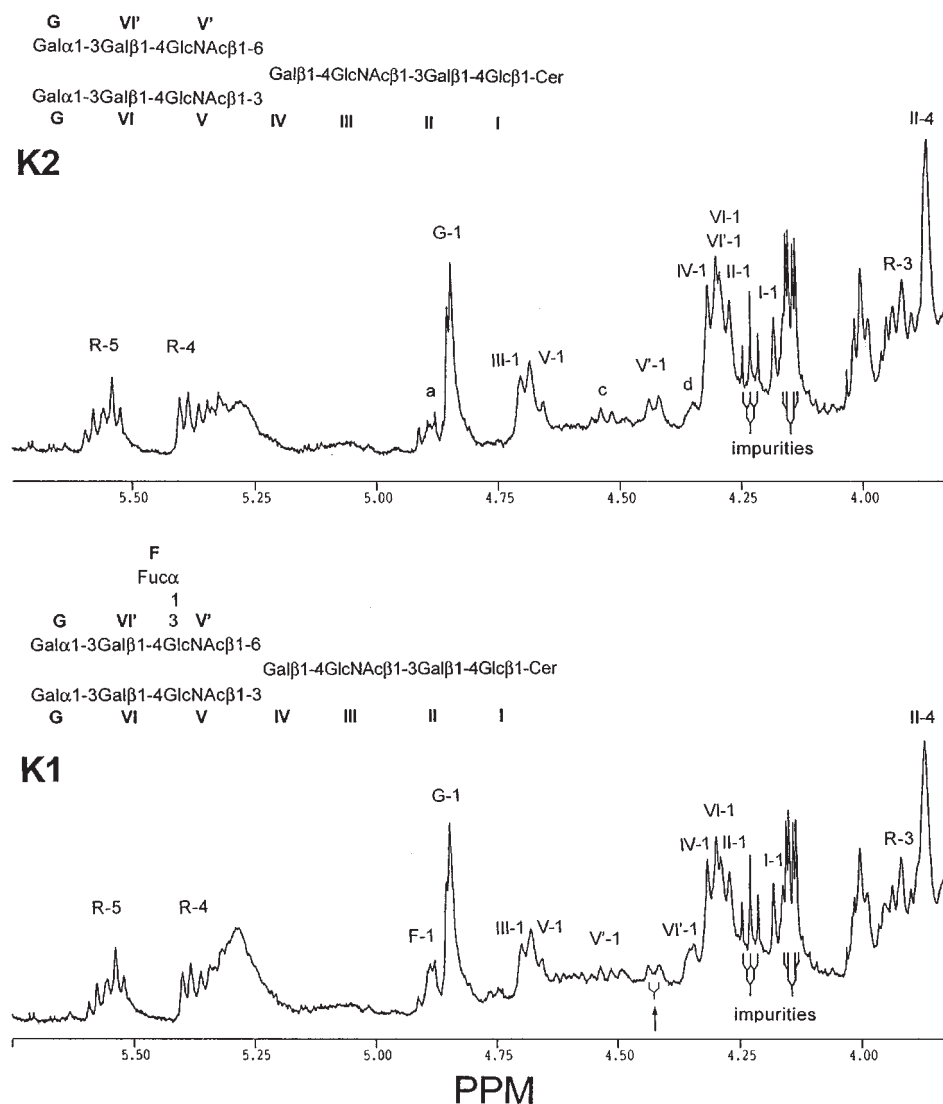 G VI' V'
Galα1-3Galβ1-4GlcNAcβ1-6
Galβ1-4GlcNAcβ1-3Galβ1-4Glcβ1-Cer
Galα1-3Galβ1-4GlcNAcβ1-3
G VI V IV III II I
K2
II-4
VI-1
G-1
VI'-1
IV-1 II-1
R-3
I-1
R-5 R-4
III-1 V-1
V'-1
a c d
impurities
5.50 5.25 5.00 4.75 4.50 4.25 4.00
F
Fucα
1
G VI' 3 V'
Galα1-3Galβ1-4GlcNAcβ1-6
Galβ1-4GlcNAcβ1-3Galβ1-4Glcβ1-Cer
Galα1-3Galβ1-4GlcNAcβ1-3
G VI V IV III II I
II-4
K1
G-1
VI-1
IV-1 II-1
I-1
R-3
R-5 R-4
F-1
III-1 V-1
V'-1 VI'-1
impurities
5.50 5.25 5.00 4.75 4.50 4.25 4.00
PPM